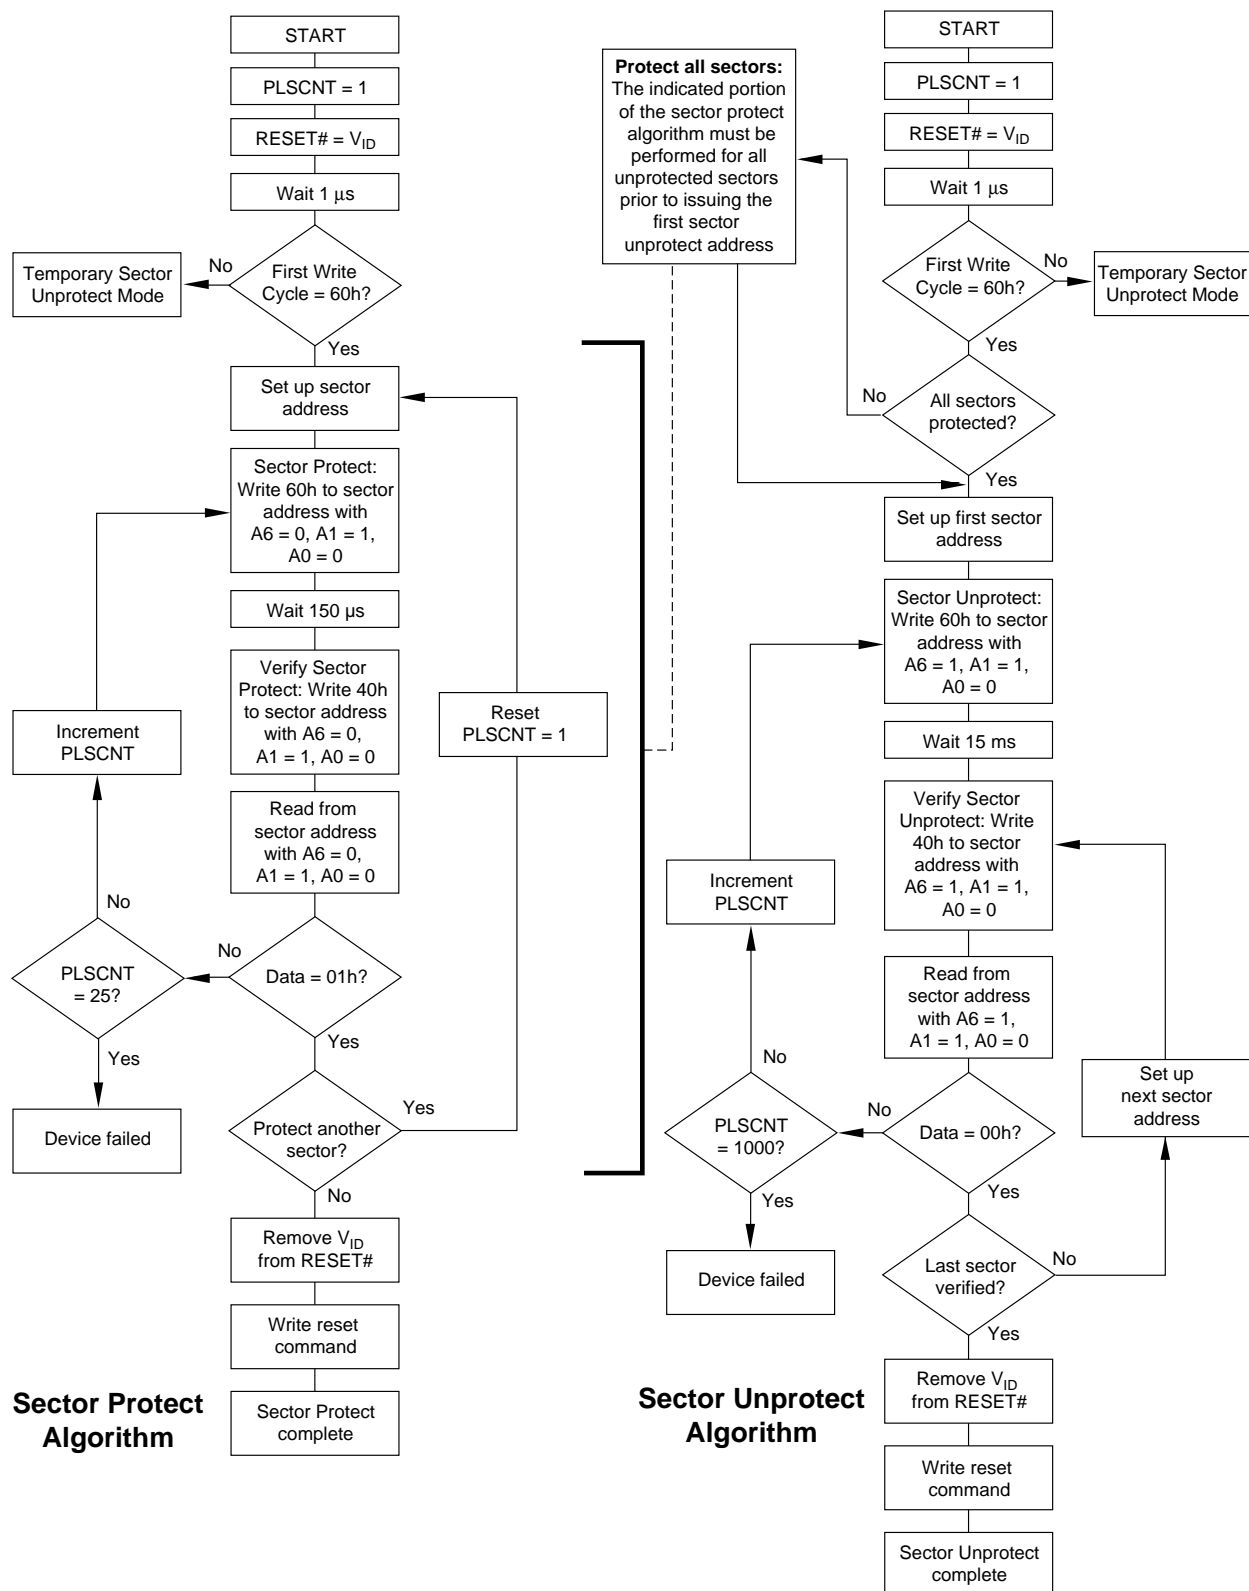 START
PLSCNT = 1
RESET# = VID
Wait 1 μs
First Write
Cycle = 60h?
No
Temporary Sector
Unprotect Mode
Yes
Set up sector
address
Sector Protect:
Write 60h to sector
address with
A6 = 0, A1 = 1,
A0 = 0
Wait 150 µs
Verify Sector
Protect: Write 40h
to sector address
with A6 = 0,
A1 = 1, A0 = 0
Increment
PLSCNT
Reset
PLSCNT = 1
Read from
sector address
with A6 = 0,
A1 = 1, A0 = 0
No
PLSCNT
= 25?
No
Data = 01h?
Yes
Yes
Device failed
Protect another
sector?
Yes
No
Remove VID
from RESET#
Write reset
command
Sector Protect
complete
Sector Protect
Algorithm
Protect all sectors:
The indicated portion
of the sector protect
algorithm must be
performed for all
unprotected sectors
prior to issuing the
first sector
unprotect address
START
PLSCNT = 1
RESET# = VID
Wait 1 μs
First Write
Cycle = 60h?
No
Temporary Sector
Unprotect Mode
Yes
No
All sectors
protected?
Yes
Set up first sector
address
Sector Unprotect:
Write 60h to sector
address with
A6 = 1, A1 = 1,
A0 = 0
Wait 15 ms
Verify Sector
Unprotect: Write
40h to sector
address with
A6 = 1, A1 = 1,
A0 = 0
Increment
PLSCNT
Read from
sector address
with A6 = 1,
A1 = 1, A0 = 0
No
PLSCNT
= 1000?
No
Data = 00h?
Set up
next sector
address
Yes
Yes
Device failed
Last sector
verified?
No
Yes
Remove VID
from RESET#
Write reset
command
Sector Unprotect
complete
Sector Unprotect
Algorithm